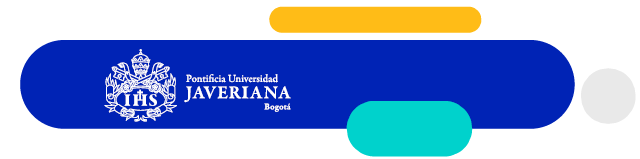 IHS
Pontificia Universidad
JAVERIANA
Bogotá